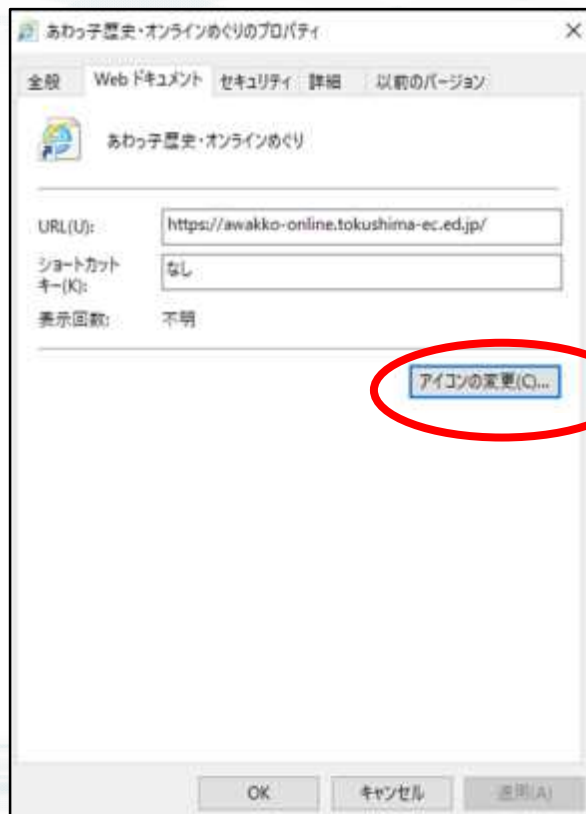 あわっ子歴史・オンラインめぐりのプロパティ
全般 Web ドキュメント セキュリティ 詳細 以前のバージョン
あわっ子歴史・オンラインめぐり
URL(U): https://awakko-online.tokushima-ec.ed.jp/
ショートカット
キー(K): なし
表示回数: 不明
アイコンの変更(C)...
OK キャンセル 適用(A)